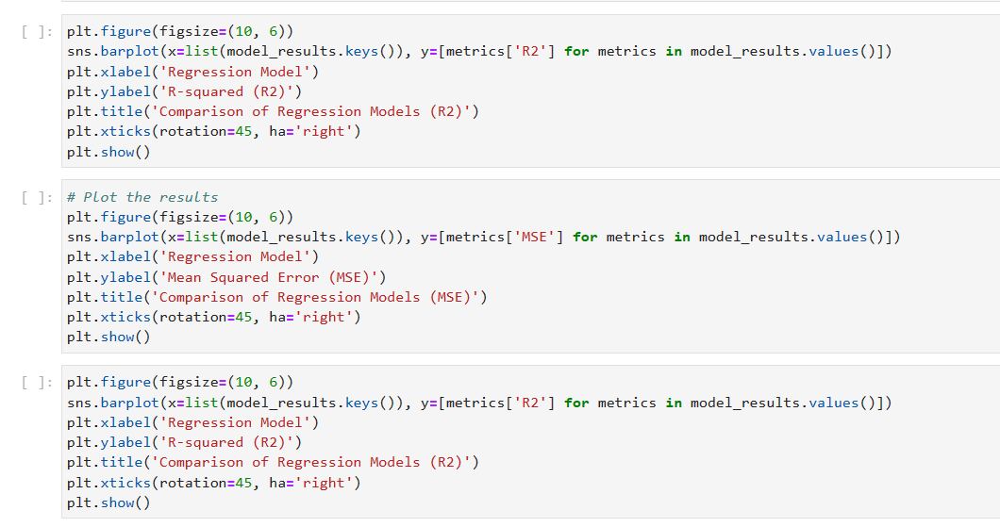 [ ]: plt.figure(figsize=(10, 6))
sns.barplot(x=list(model_results.keys()), y=[metrics['R2'] for metrics in model_results.values()])
plt.xlabel('Regression Model')
plt.ylabel('R-squared (R2)')
plt.title('Comparison of Regression Models (R2)')
plt.xticks(rotation=45, ha='right')
plt.show()
[ ]: # Plot the results
plt.figure(figsize=(10, 6))
sns.barplot(x=list(model_results.keys()), y=[metrics['MSE'] for metrics in model_results.values()])
plt.xlabel('Regression Model')
plt.ylabel('Mean Squared Error (MSE)')
plt.title('Comparison of Regression Models (MSE)')
plt.xticks(rotation=45, ha='right')
plt.show()
[ ]: plt.figure(figsize=(10, 6))
sns.barplot(x=list(model_results.keys()), y=[metrics['R2'] for metrics in model_results.values()])
plt.xlabel('Regression Model')
plt.ylabel('R-squared (R2)')
plt.title('Comparison of Regression Models (R2)')
plt.xticks(rotation=45, ha='right')
plt.show()